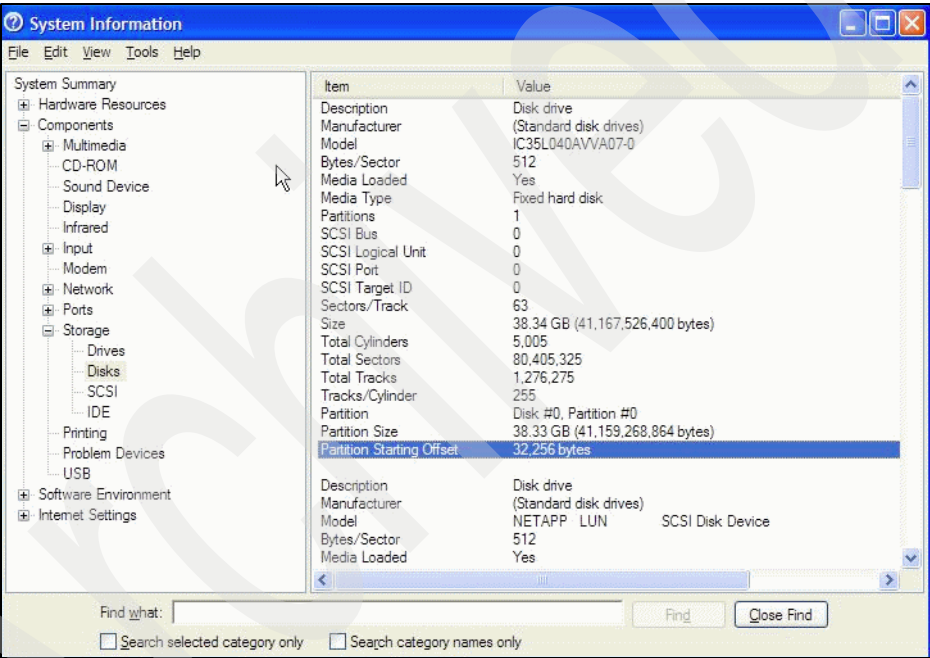 System Information
File Edit View Tools Help
System Summary
Hardware Resources
Components
Multimedia
CD-ROM
Sound Device
Display
Infrared
Input
Modem
Network
Ports
Storage
Drives
Disks
SCSI
IDE
Printing
Problem Devices
USB
Software Environment
Internet Settings
Item Value
Description Disk drive
Manufacturer (Standard disk drives)
Model IC35L040AVVA07-0
Bytes/Sector 512
Media Loaded Yes
Media Type Fixed hard disk
Partitions 1
SCSI Bus 0
SCSI Logical Unit 0
SCSI Port 0
SCSI Target ID 0
Sectors/Track 63
Size 38.34 GB (41,167,526,400 bytes)
Total Cylinders 5,005
Total Sectors 80,405,325
Total Tracks 1,276,275
Tracks/Cylinder 255
Partition Disk #0, Partition #0
Partition Size 38.33 GB (41,159,268,864 bytes)
Partition Starting Offset 32,256 bytes
Description Disk drive
Manufacturer (Standard disk drives)
Model NETAPP LUN SCSI Disk Device
Bytes/Sector 512
Media Loaded Yes
Find what: Find Close Find
Search selected category only Search category names only